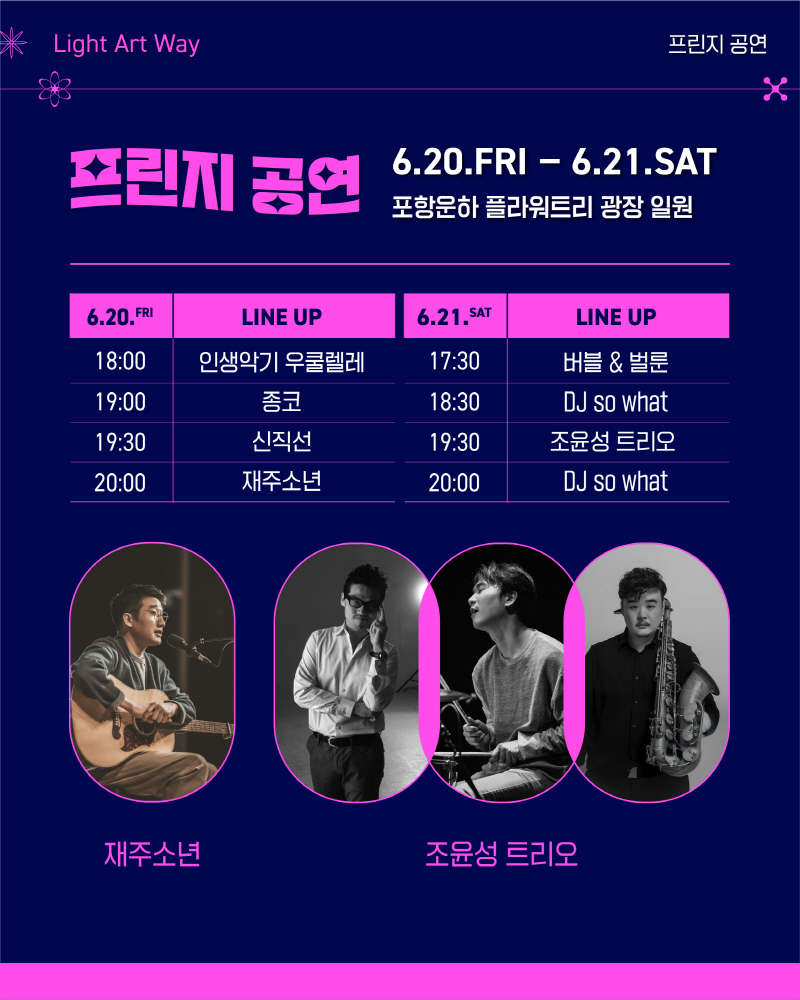 Light Art Way
프린지 공연
프린지 공연
6.20.FRI – 6.21.SAT
포항운하 플라워트리 광장 일원
6.20.FRI LINE UP
18:00 인생악기 우쿨렐레
19:00 종코
19:30 신직선
20:00 재주소년
6.21.SAT LINE UP
17:30 버블 & 벌룬
18:30 DJ so what
19:30 조윤성 트리오
20:00 DJ so what
재주소년
조윤성 트리오